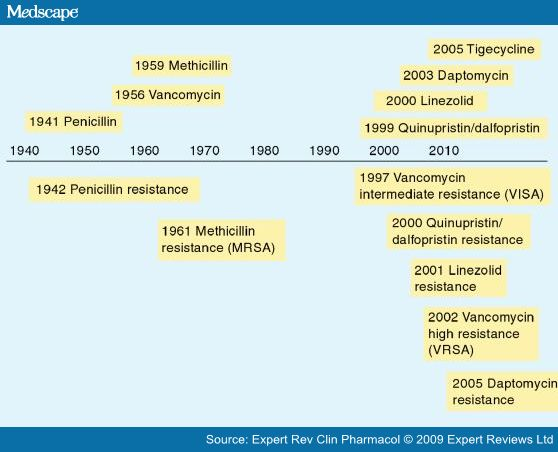 Medscape
2005 Tigecycline
1959 Methicillin
2003 Daptomycin
1956 Vancomycin
2000 Linezolid
1941 Penicillin
1999 Quinupristin/dalfopristin
1940 1950 1960 1970 1980 1990 2000 2010
1942 Penicillin resistance
1997 Vancomycin
intermediate resistance (VISA)
1961 Methicillin
resistance (MRSA)
2000 Quinupristin/
dalfopristin resistance
2001 Linezolid
resistance
2002 Vancomycin
high resistance
(VRSA)
2005 Daptomycin
resistance
Source: Expert Rev Clin Pharmacol © 2009 Expert Reviews Ltd